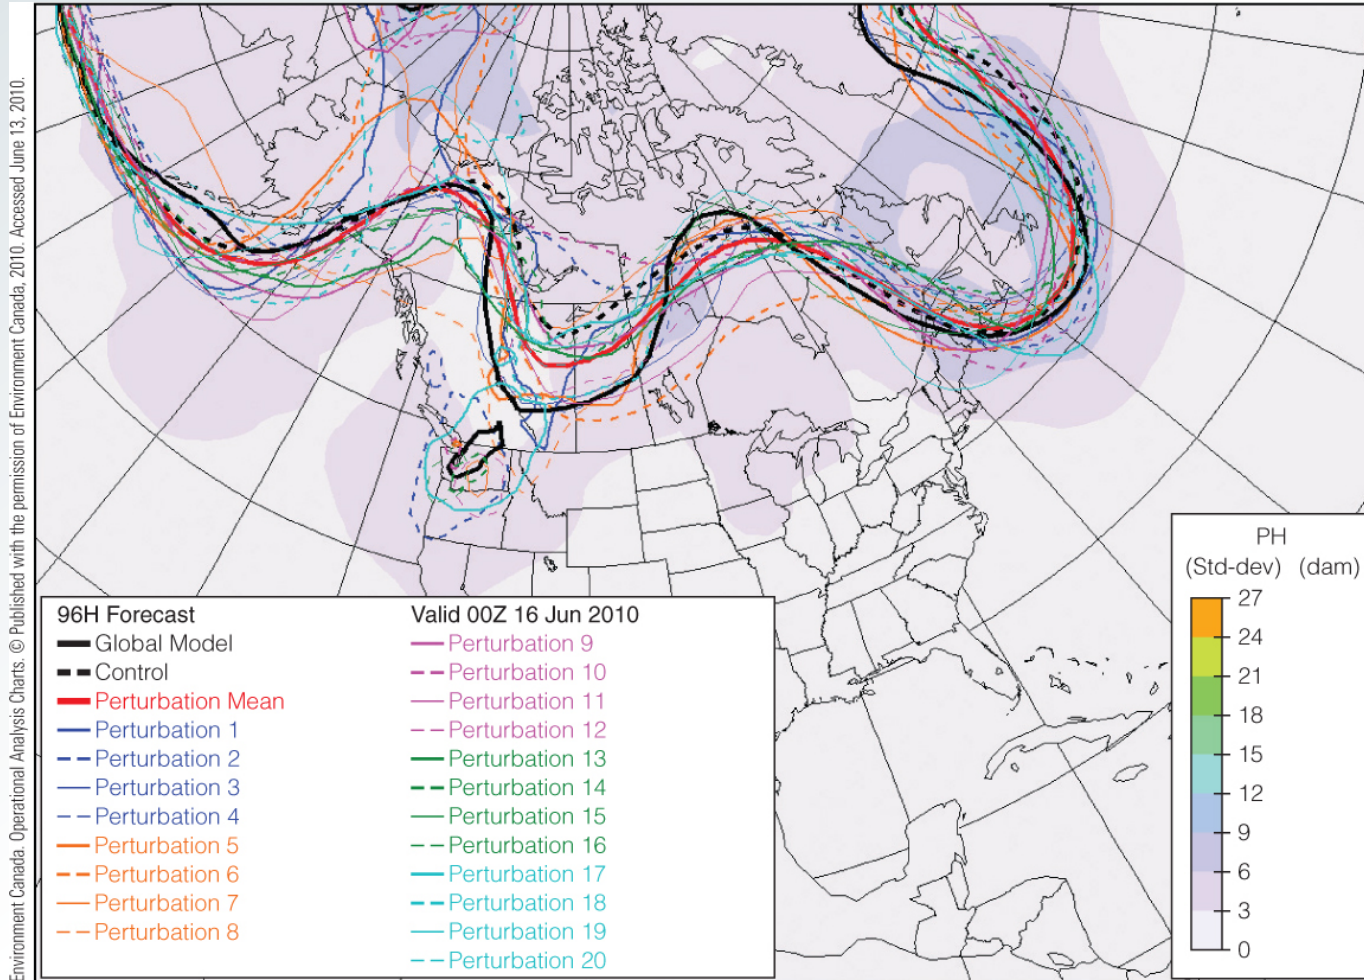 Environment Canada. Operational Analysis Charts. © Published with the permission of Environment Canada, 2010. Accessed June 13, 2010.
96H Forecast
Global Model
Control
Perturbation Mean
Perturbation 1
Perturbation 2
Perturbation 3
Perturbation 4
Perturbation 5
Perturbation 6
Perturbation 7
Perturbation 8
Valid 00Z 16 Jun 2010
Perturbation 9
Perturbation 10
Perturbation 11
Perturbation 12
Perturbation 13
Perturbation 14
Perturbation 15
Perturbation 16
Perturbation 17
Perturbation 18
Perturbation 19
Perturbation 20
PH
(Std-dev) (dam)
27
24
21
18
15
12
9
6
3
0